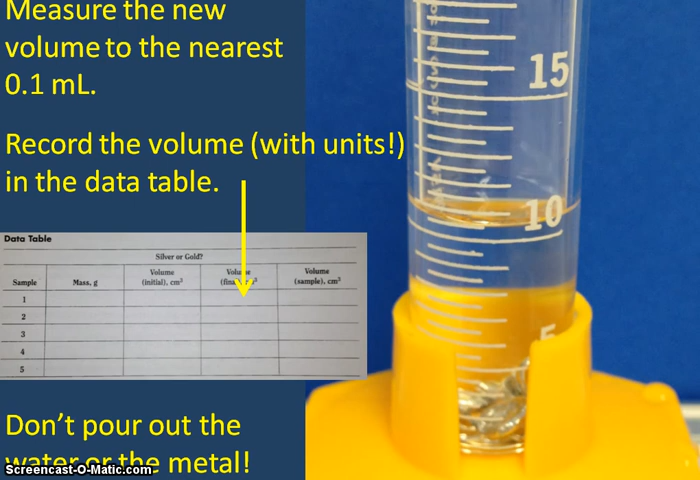 Measure the new
volume to the nearest
0.1 mL.
Record the volume (with units!)
in the data table.
Data Table
Silver or Gold?
Sample Mass, g Volume (initial), cm³ Volume Volume (sample), cm³
1
2
3
4
5
15
10
5
Don't pour out the
water or the metal!
Screencast-O-Matic.com